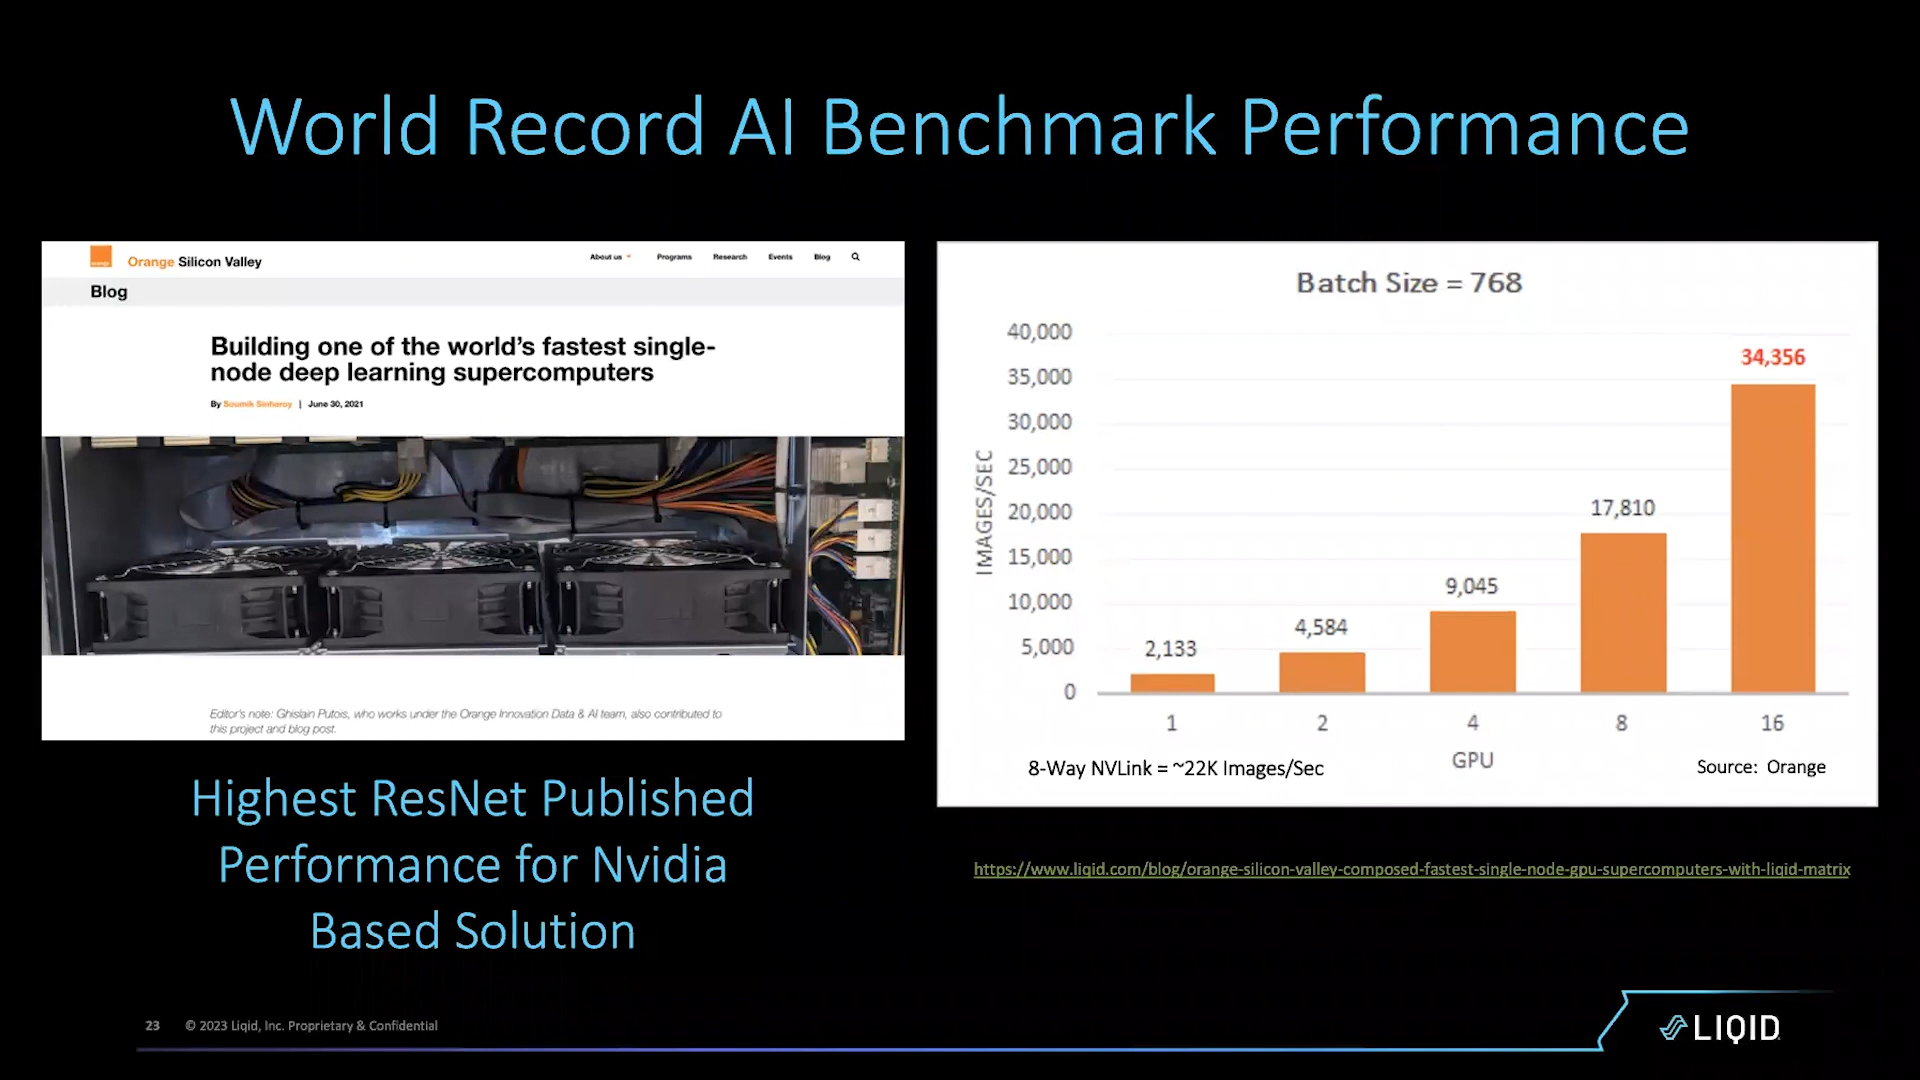 World Record AI Benchmark Performance
Orange Silicon Valley
About us
Programs
Research
Events
Blog
Blog
Building one of the world's fastest single-
node deep learning supercomputers
By Soumik Sinharoy | June 30, 2021
Editor's note: Ghislain Putois, who works under the Orange Innovation Data & AI team, also contributed to
this project and blog post.
Highest ResNet Published
Performance for Nvidia
Based Solution
Batch Size = 768
40,000
35,000
30,000
25,000
20,000
15,000
10,000
5,000
0
IMAGES/SEC
2,133
4,584
9,045
17,810
34,356
1
2
4
8
16
GPU
8-Way NVLink = ~22K Images/Sec
Source: Orange
https://www.liqid.com/blog/orange-silicon-valley-composed-fastest-single-node-gpu-supercomputers-with-liqid-matrix
23 © 2023 Liqid, Inc. Proprietary & Confidential
LIQID